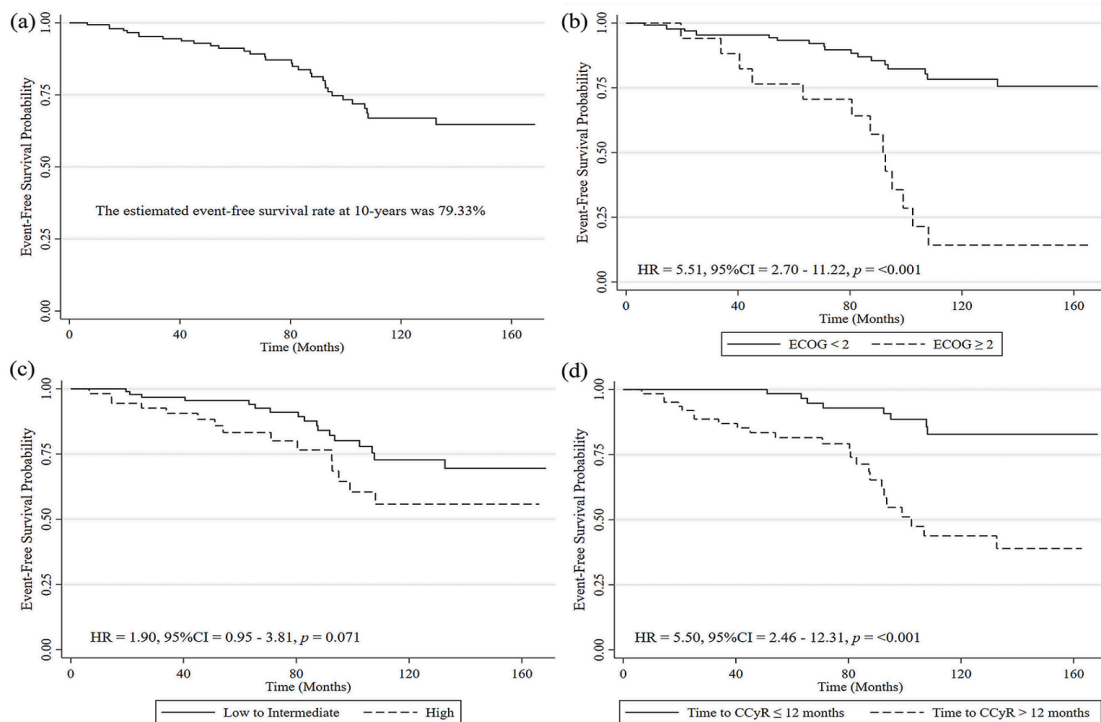 (a)
Event-Free Survival Probability
1.00
0.75
0.50
0.25
0.00
The estiemated event-free survival rate at 10-years was 79.33%
0 40 80 120 160
Time (Months)
(b)
Event-Free Survival Probability
1.00
0.75
0.50
0.25
0.00
HR = 5.51, 95%CI = 2.70 - 11.22, p = <0.001
0 40 80 120 160
Time (Months)
ECOG < 2 ECOG ≥ 2
(c)
Event-Free Survival Probability
1.00
0.75
0.50
0.25
0.00
HR = 1.90, 95%CI = 0.95 - 3.81, p = 0.071
0 40 80 120 160
Time (Months)
Low to Intermediate High
(d)
Event-Free Survival Probability
1.00
0.75
0.50
0.25
0.00
HR = 5.50, 95%CI = 2.46 - 12.31, p = <0.001
0 40 80 120 160
Time (Months)
Time to CCyR ≤ 12 months Time to CCyR > 12 months